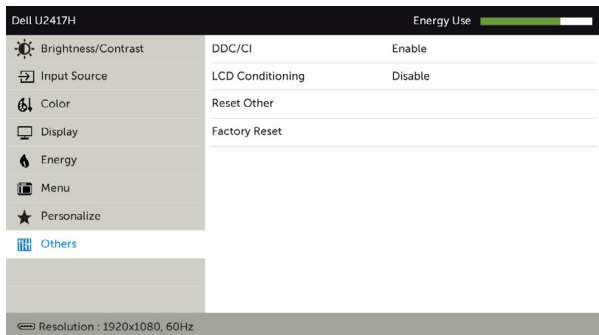 Dell U2417H Energy Use
Brightness/Contrast DDC/CI Enable
Input Source LCD Conditioning Disable
Color Reset Other
Display Factory Reset
Energy
Menu
Personalize
Others
Resolution : 1920x1080, 60Hz